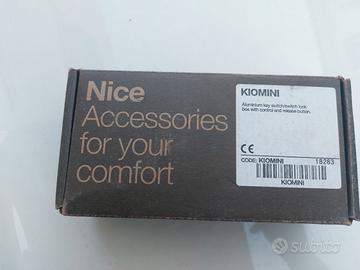 Nice
Accessories
for your
comfort
KIOMINI
Aluminium key switch/switch lock
box with control and release button.
CE
CODE: KIOMINI 18283
KIOMINI
subito